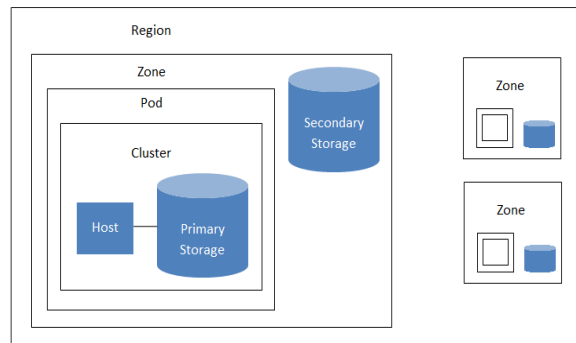 Region
Zone
Pod
Cluster
Host
Primary
Storage
Secondary
Storage
Zone
Zone